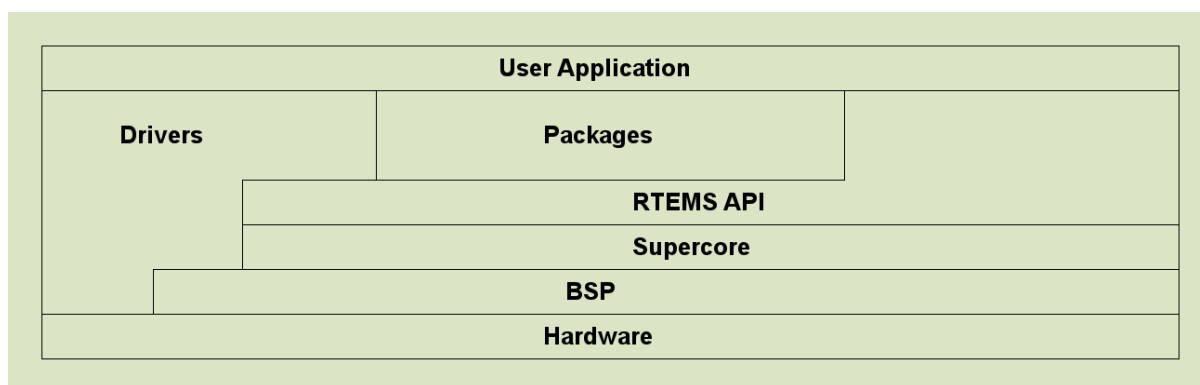 User Application
Drivers
Packages
RTEMS API
Supercore
BSP
Hardware